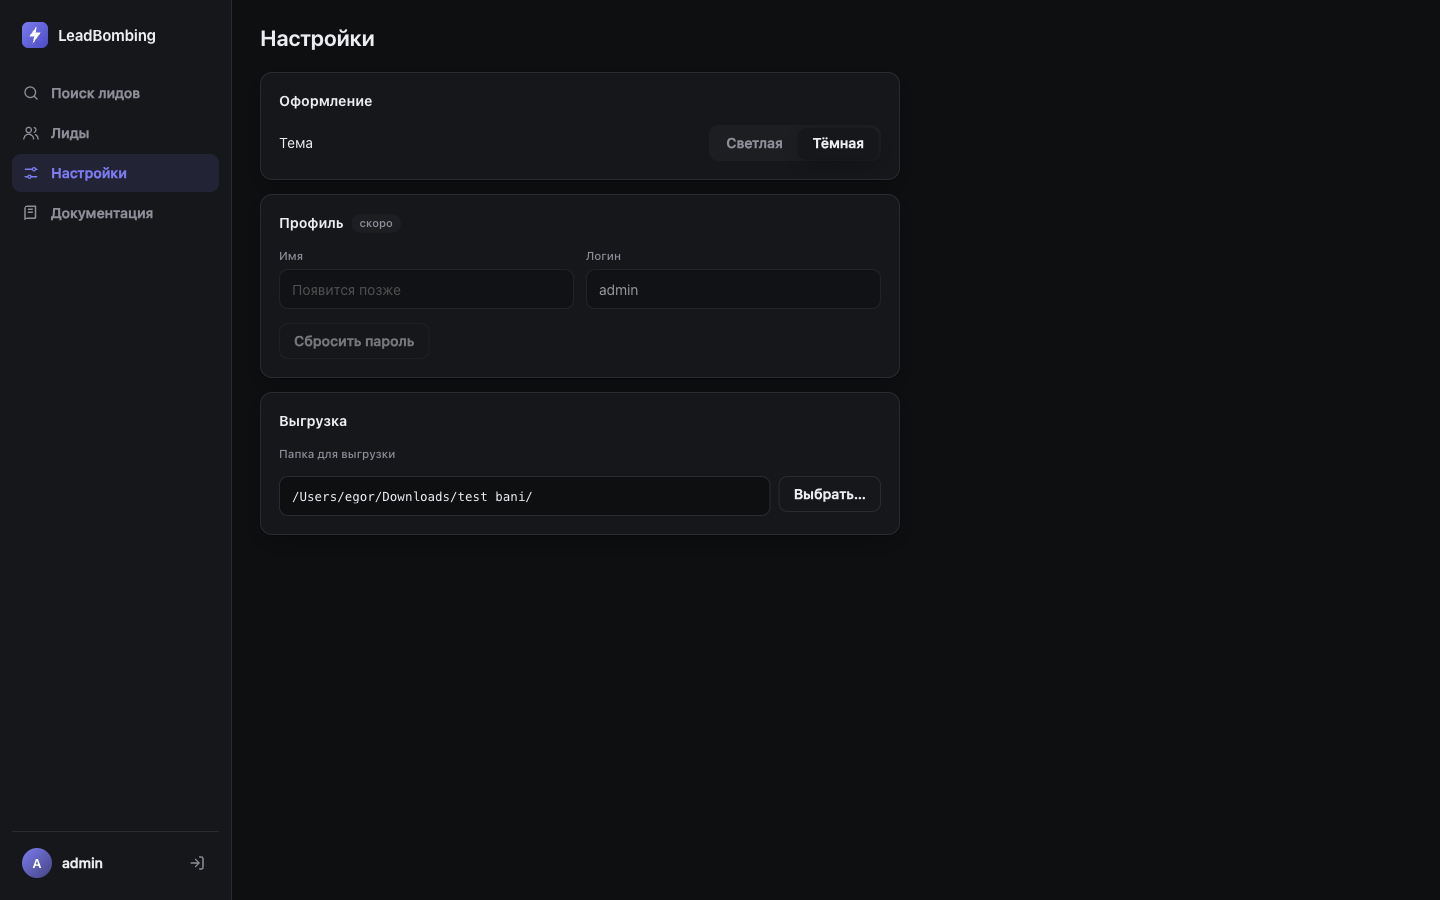 LeadBombing
Поиск лидов
Лиды
Настройки
Документация
A admin
Настройки
Оформление
Тема Светлая Тёмная
Профиль скоро
Имя Логин
Появится позже admin
Сбросить пароль
Выгрузка
Папка для выгрузки
/Users/egor/Downloads/test bani/ Выбрать...